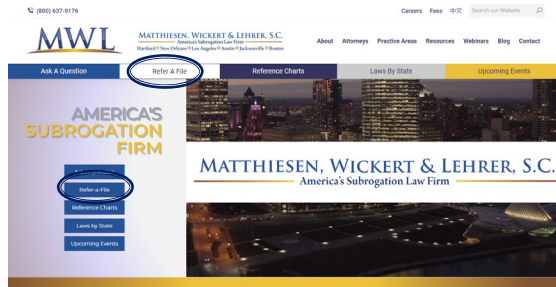 (800) 637-9176
Careers Fees 中文 Search our Website
MWL
MATTHIESEN, WICKERT & LEHRER, S.C.
America's Subrogation Law Firm
Hartford New Orleans Los Angeles Austin Jacksonville Boston
About Attorneys Practice Areas Resources Webinars Blog Contact
Ask A Question Refer A File Reference Charts Laws By State Upcoming Events
AMERICA'S
SUBROGATION
FIRM
Refer-a-File
Reference Charts
Laws by State
Upcoming Events
MATTHIESEN, WICKERT & LEHRER, S.C.
America's Subrogation Law Firm